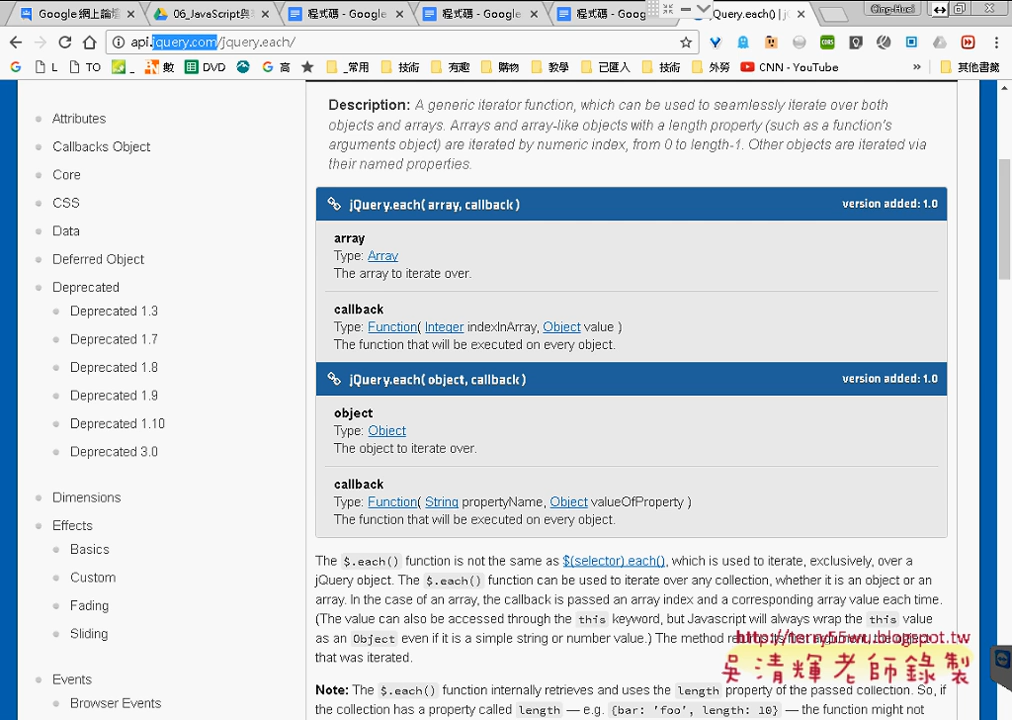 Google 網上論壇
06_JavaScript與
程式碼 - Google
程式碼 - Google
程式碼 - Goog
jQuery.each() | j
Ging-Huei
api.jquery.com/jquery.each/
L
TO
數
DVD
高
_常用
技術
有趣
購物
教學
已匯入
技術
外勞
CNN - YouTube
»
其他書籤
Attributes
Callbacks Object
Core
CSS
Data
Deferred Object
Deprecated
Deprecated 1.3
Deprecated 1.7
Deprecated 1.8
Deprecated 1.9
Deprecated 1.10
Deprecated 3.0
Dimensions
Effects
Basics
Custom
Fading
Sliding
Events
Browser Events
Description: A generic iterator function, which can be used to seamlessly iterate over both
objects and arrays. Arrays and array-like objects with a length property (such as a function's
arguments object) are iterated by numeric index, from 0 to length-1. Other objects are iterated via
their named properties.
jQuery.each( array, callback ) version added: 1.0
array
Type: Array
The array to iterate over.
callback
Type: Function( Integer indexInArray, Object value )
The function that will be executed on every object.
jQuery.each( object, callback ) version added: 1.0
object
Type: Object
The object to iterate over.
callback
Type: Function( String propertyName, Object valueOfProperty )
The function that will be executed on every object.
The $.each() function is not the same as $(selector).each(), which is used to iterate, exclusively, over a
jQuery object. The $.each() function can be used to iterate over any collection, whether it is an object or an
array. In the case of an array, the callback is passed an array index and a corresponding array value each time.
(The value can also be accessed through the this keyword, but Javascript will always wrap the this value
as an Object even if it is a simple string or number value.) The method
that was iterated.
http://terry55wu.blogspot.tw
吳清輝老師錄製
Note: The $.each() function internally retrieves and uses the length property of the passed collection. So, if
the collection has a property called length — e.g. {bar: 'foo', length: 10} — the function might not